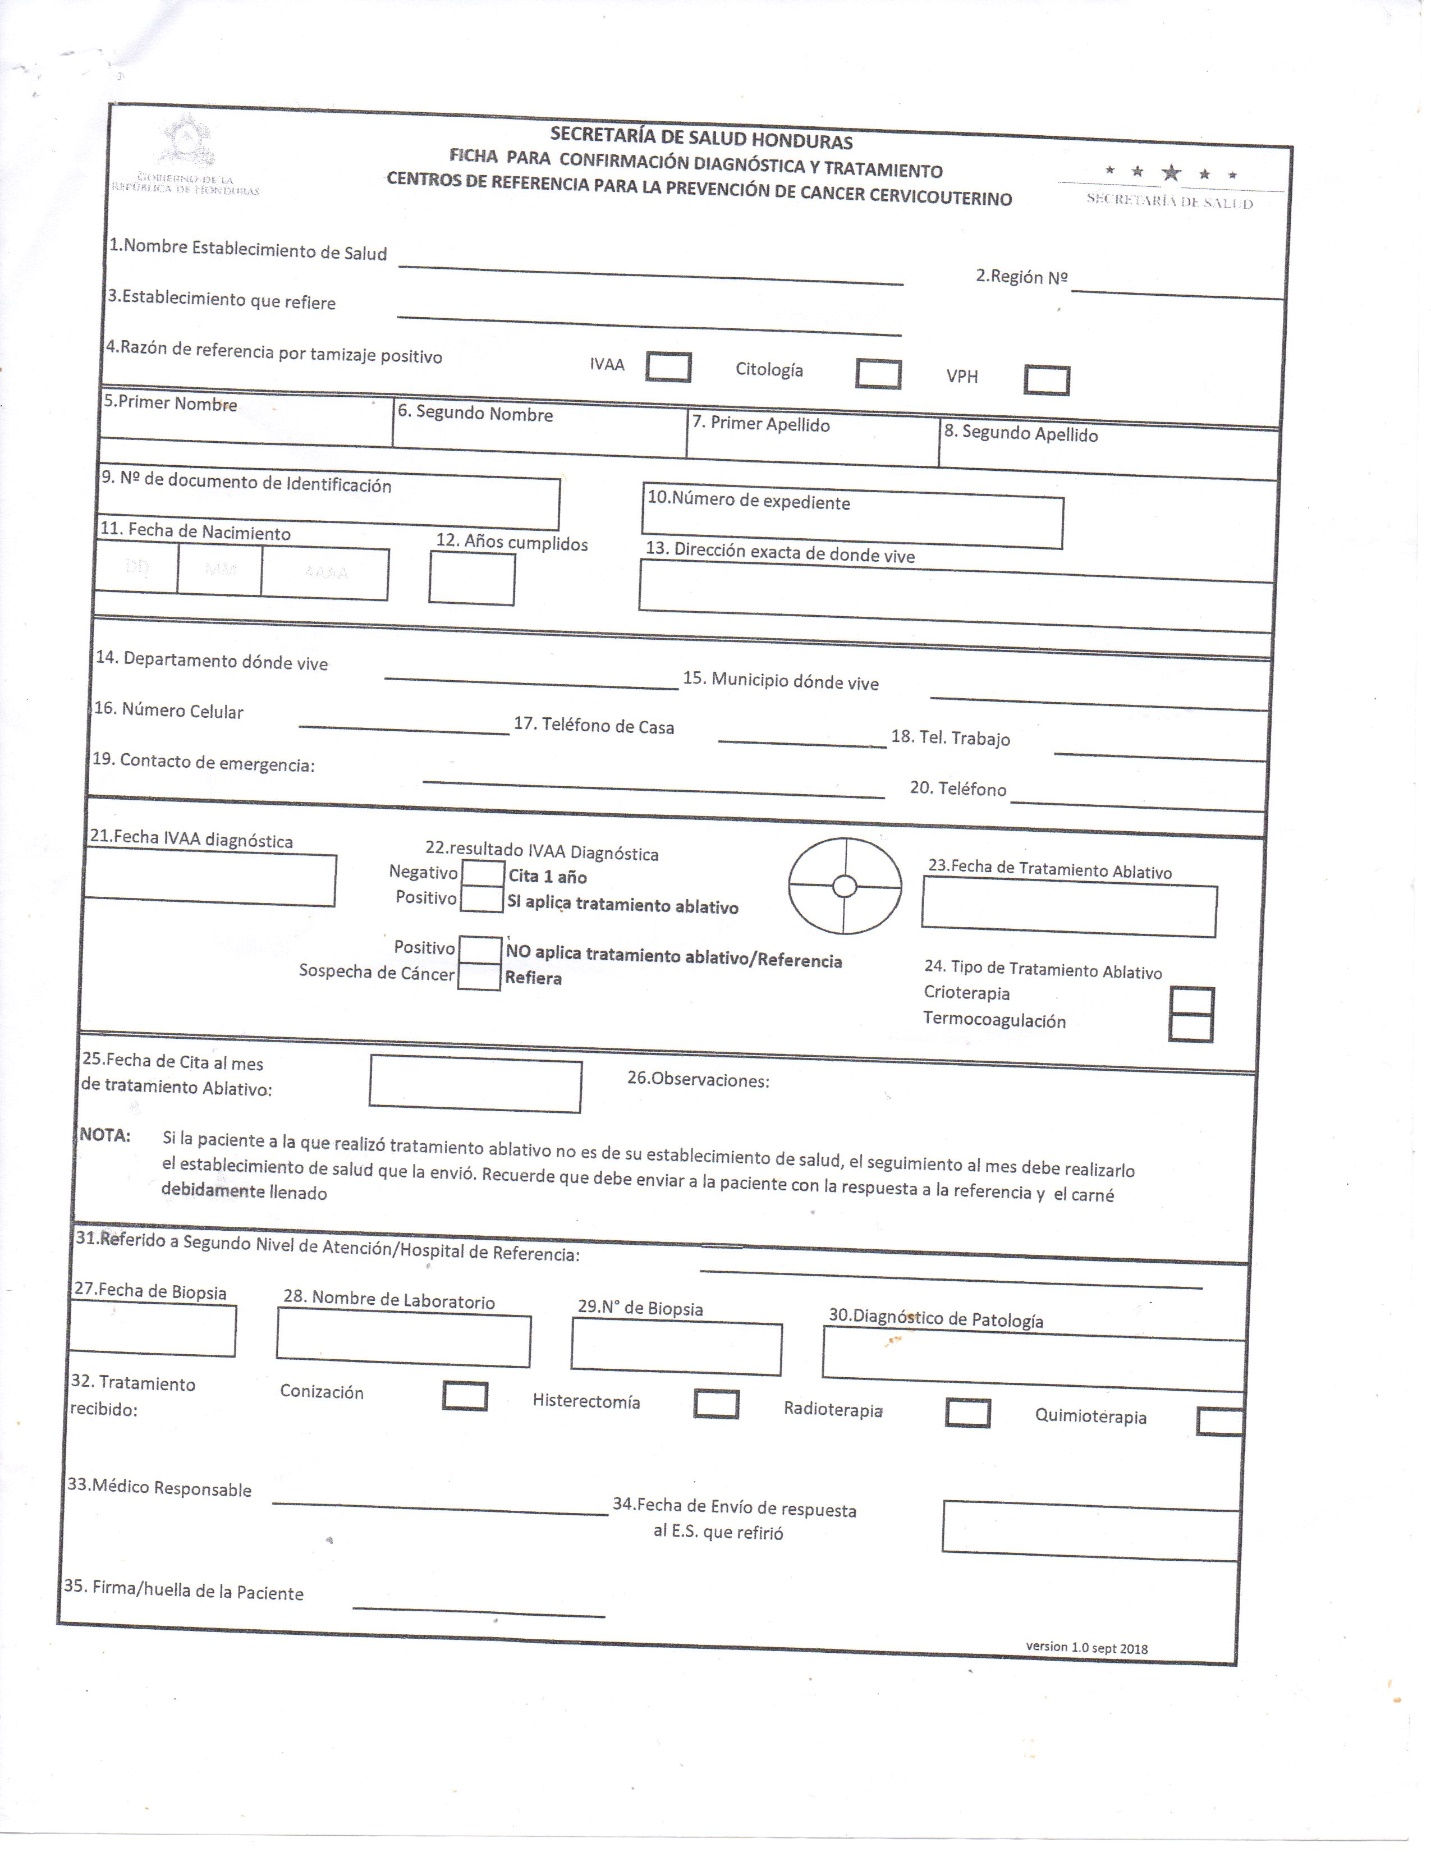 SECRETARÍA DE SALUD HONDURAS
FICHA PARA CONFIRMACIÓN DIAGNÓSTICA Y TRATAMIENTO
CENTROS DE REFERENCIA PARA LA PREVENCIÓN DE CANCER CERVICOUTERINO
GOBIERNO DE LA
REPÚBLICA DE HONDURAS
SECRETARÍA DE SALUD
1.Nombre Establecimiento de Salud
2.Región Nº
3.Establecimiento que refiere
4.Razón de referencia por tamizaje positivo IVAA Citología VPH
5.Primer Nombre 6. Segundo Nombre 7. Primer Apellido 8. Segundo Apellido
9. Nº de documento de Identificación 10.Número de expediente
11. Fecha de Nacimiento 12. Años cumplidos 13. Dirección exacta de donde vive
DD MM AAAA
14. Departamento dónde vive 15. Municipio dónde vive
16. Número Celular 17. Teléfono de Casa 18. Tel. Trabajo
19. Contacto de emergencia: 20. Teléfono
21.Fecha IVAA diagnóstica 22.resultado IVAA Diagnóstica 23.Fecha de Tratamiento Ablativo
Negativo Cita 1 año
Positivo SI aplica tratamiento ablativo
Positivo NO aplica tratamiento ablativo/Referencia
Sospecha de Cáncer Refiera
24. Tipo de Tratamiento Ablativo
Crioterapia
Termocoagulación
25.Fecha de Cita al mes
de tratamiento Ablativo:
26.Observaciones:
NOTA: Si la paciente a la que realizó tratamiento ablativo no es de su establecimiento de salud, el seguimiento al mes debe realizarlo
el establecimiento de salud que la envió. Recuerde que debe enviar a la paciente con la respuesta a la referencia y el carné
debidamente llenado
31.Referido a Segundo Nivel de Atención/Hospital de Referencia:
27.Fecha de Biopsia 28. Nombre de Laboratorio 29.N° de Biopsia 30.Diagnóstico de Patología
32. Tratamiento
recibido:
Conización Histerectomía Radioterapia Quimioterapia
33.Médico Responsable
34.Fecha de Envío de respuesta
al E.S. que refirió
35. Firma/huella de la Paciente
version 1.0 sept 2018